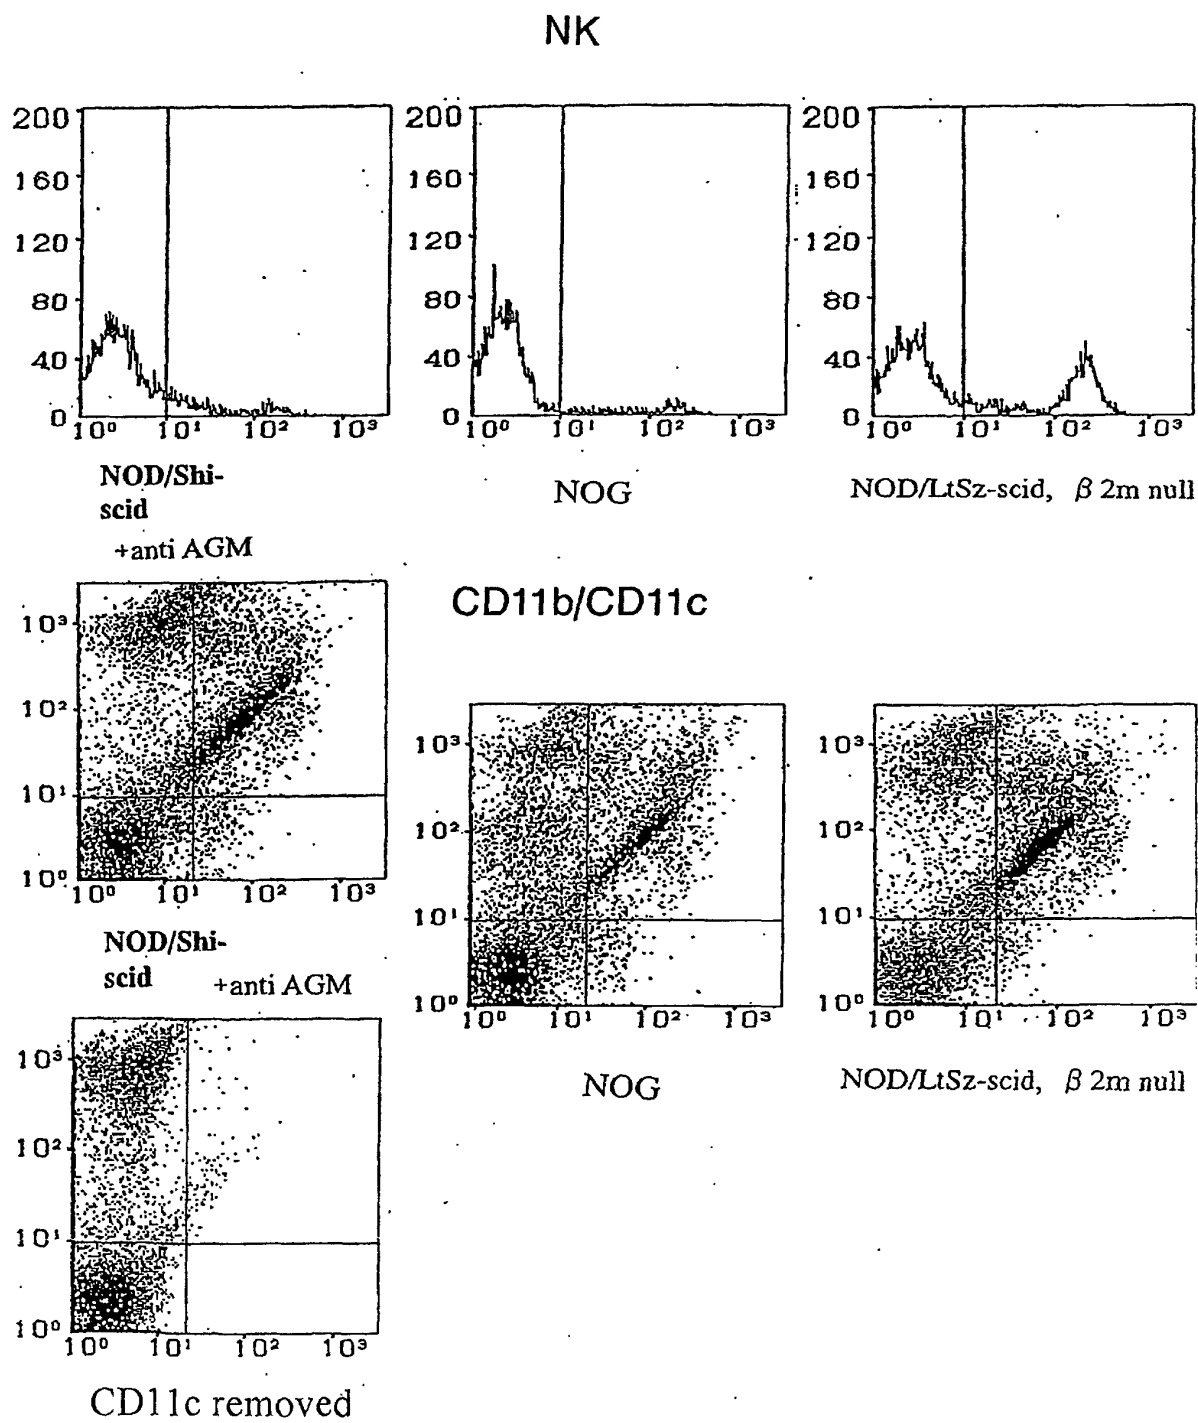 NK
200 200 200
160 160 160
120 120 120
80 80 80
40 40 40
0 0 0
10⁰ 10¹ 10² 10³ 10⁰ 10¹ 10² 10³ 10⁰ 10¹ 10² 10³
NOD/Shi-
scid
+anti AGM
NOG
NOD/LtSz-scid, β 2m null
CD11b/CD11c
10³
10²
10¹
10⁰
10⁰ 10¹ 10² 10³
10³ 10³
10² 10²
10¹ 10¹
10⁰ 10⁰
10⁰ 10¹ 10² 10³ 10⁰ 10¹ 10² 10³
NOD/Shi-
scid +anti AGM
NOG
NOD/LtSz-scid, β 2m null
10³
10²
10¹
10⁰
10⁰ 10¹ 10² 10³
CD11c removed